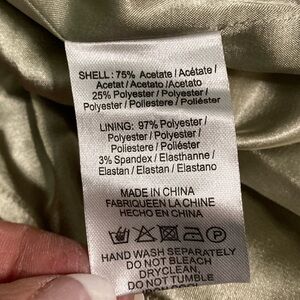 SHELL: 75% Acetate / Acétate /
Acetat / Acetato /Acetato
25% Polyester / Polyester /
Polyester / Poliestere / Poliéster
LINING: 97% Polyester /
Polyester / Polyester /
Poliestere / Poliéster
3% Spandex / Elasthanne /
Elastan / Elastan / Elastano
MADE IN CHINA
FABRIQUEEN LA CHINE
HECHO EN CHINA
HAND WASH SEPARATELY
DO NOT BLEACH
DRYCLEAN,
DO NOT TUMBLE